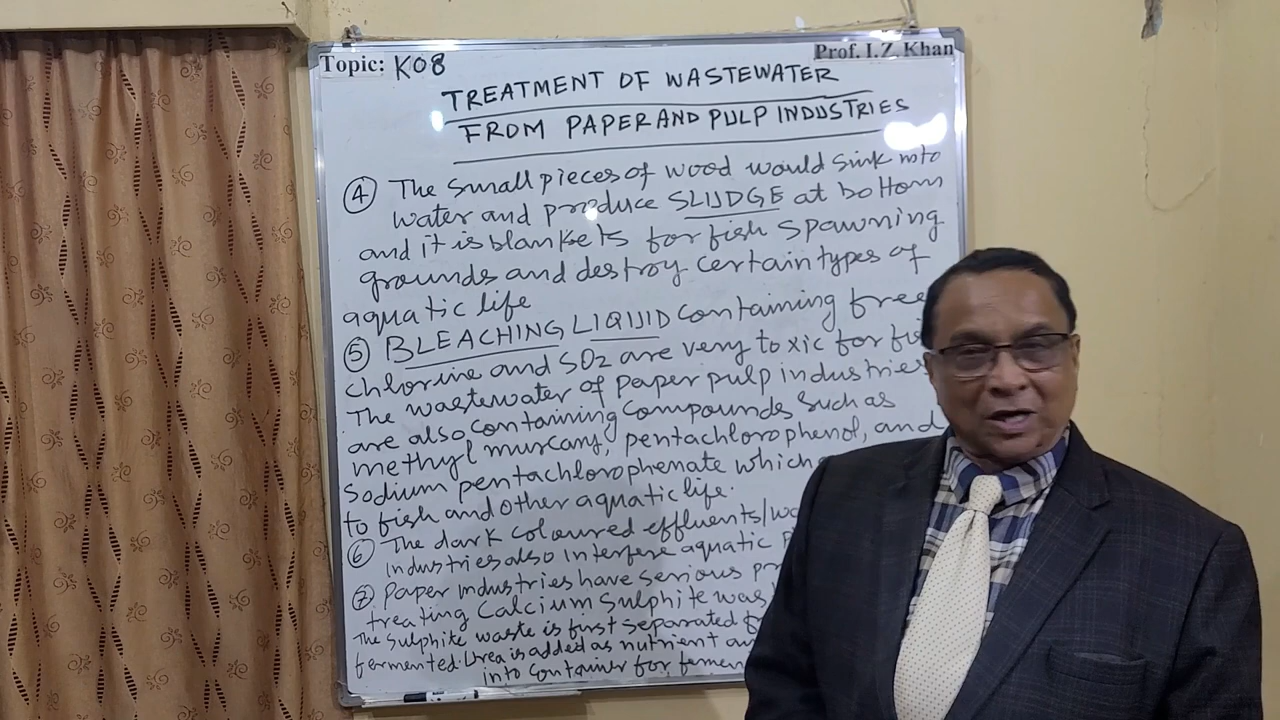 Topic: K08
Prof. I.Z. Khan
TREATMENT OF WASTEWATER
FROM PAPER AND PULP INDUSTRIES
④ The small pieces of wood would sink into
water and produce SLUDGE at bottom
and it is blankets for fish spawning
grounds and destroy certain types of
aquatic life
⑤ BLEACHING LIQUID containing free
chlorine and SO2 are very toxic for
The wastewater of paper pulp industries
are also containing compounds such as
methyl murcary, pentachlorophenol, and
Sodium pentachlorophenate which
to fish and other aquatic life.
⑥ The dark coloured effluents/
industries also interfere aquatic
⑦ Paper industries have serious
treating Calcium sulphite
The sulphite waste is first separated
fermented. Urea is added as nutrient
into container for